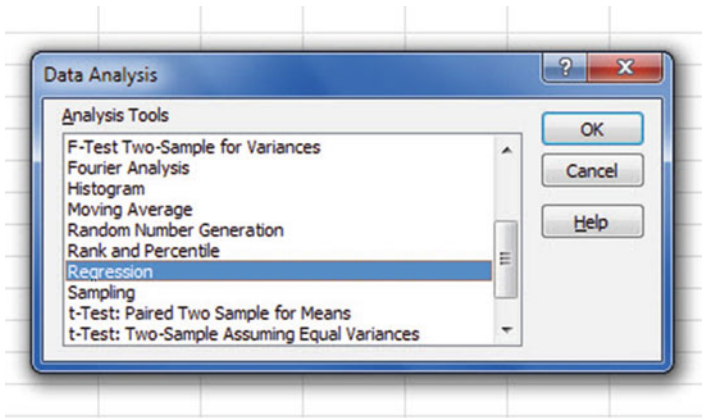 Data Analysis
?
X
Analysis Tools
F-Test Two-Sample for Variances
Fourier Analysis
Histogram
Moving Average
Random Number Generation
Rank and Percentile
Regression
Sampling
t-Test: Paired Two Sample for Means
t-Test: Two-Sample Assuming Equal Variances
OK
Cancel
Help